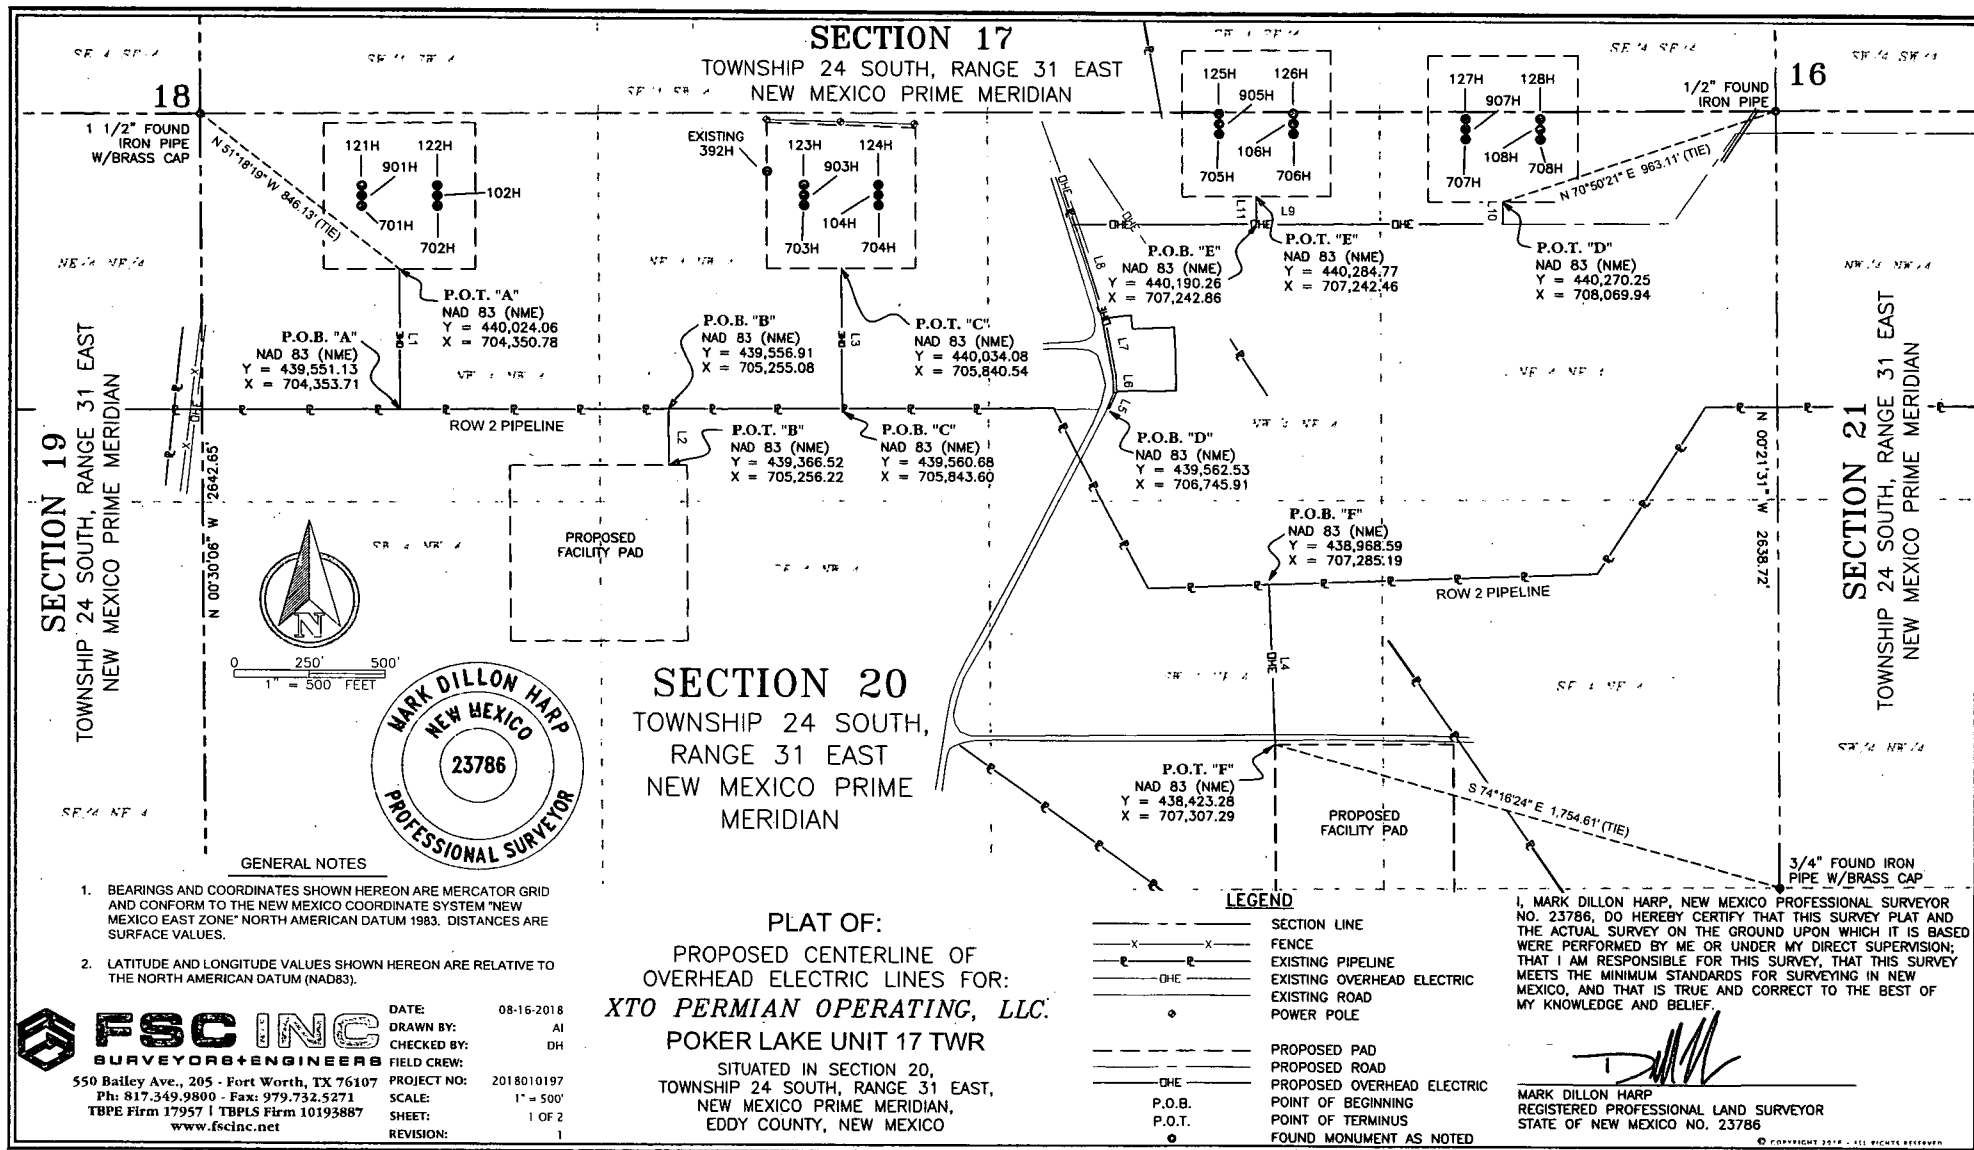 SECTION 17
TOWNSHIP 24 SOUTH, RANGE 31 EAST
NEW MEXICO PRIME MERIDIAN
18
16
1 1/2" FOUND
IRON PIPE
W/BRASS CAP
1/2" FOUND
IRON PIPE
N 51°18'19" W 846.13' (TIE)
N 70°50'21" E 963.11' (TIE)
121H
122H
901H
102H
701H
702H
EXISTING
392H
123H
124H
903H
104H
703H
704H
125H
126H
905H
106H
705H
706H
127H
128H
907H
108H
707H
708H
P.O.T. "A"
NAD 83 (NME)
Y = 440,024.06
X = 704,350.78
P.O.B. "A"
NAD 83 (NME)
Y = 439,551.13
X = 704,353.71
P.O.B. "B"
NAD 83 (NME)
Y = 439,556.91
X = 705,255.08
P.O.T. "B"
NAD 83 (NME)
Y = 439,366.52
X = 705,256.22
P.O.T. "C"
NAD 83 (NME)
Y = 440,034.08
X = 705,840.54
P.O.B. "C"
NAD 83 (NME)
Y = 439,560.68
X = 705,843.60
P.O.B. "E"
NAD 83 (NME)
Y = 440,190.26
X = 707,242.86
P.O.T. "E"
NAD 83 (NME)
Y = 440,284.77
X = 707,242.46
P.O.T. "D"
NAD 83 (NME)
Y = 440,270.25
X = 708,069.94
P.O.B. "D"
NAD 83 (NME)
Y = 439,562.53
X = 706,745.91
P.O.B. "F"
NAD 83 (NME)
Y = 438,968.59
X = 707,285.19
P.O.T. "F"
NAD 83 (NME)
Y = 438,423.28
X = 707,307.29
L1
L2
L3
L4
L5
L6
L7
L8
L9
L10
L11
OHE
ROW 2 PIPELINE
ROW 2 PIPELINE
PROPOSED
FACILITY PAD
PROPOSED
FACILITY PAD
SECTION 19
TOWNSHIP 24 SOUTH, RANGE 31 EAST
NEW MEXICO PRIME MERIDIAN
N 00°30'06" W 2642.65'
SECTION 21
TOWNSHIP 24 SOUTH, RANGE 31 EAST
NEW MEXICO PRIME MERIDIAN
N 00°21'31" W 2638.72'
S 74°16'24" E 1,754.61' (TIE)
3/4" FOUND IRON
PIPE W/BRASS CAP
N
0 250' 500'
1" = 500 FEET
MARK DILLON HARP
NEW MEXICO
23786
PROFESSIONAL SURVEYOR
SECTION 20
TOWNSHIP 24 SOUTH,
RANGE 31 EAST
NEW MEXICO PRIME
MERIDIAN
GENERAL NOTES
1. BEARINGS AND COORDINATES SHOWN HEREON ARE MERCATOR GRID
AND CONFORM TO THE NEW MEXICO COORDINATE SYSTEM "NEW
MEXICO EAST ZONE" NORTH AMERICAN DATUM 1983. DISTANCES ARE
SURFACE VALUES.
2. LATITUDE AND LONGITUDE VALUES SHOWN HEREON ARE RELATIVE TO
THE NORTH AMERICAN DATUM (NAD83).
FSC INC
SURVEYORS+ENGINEERS
550 Bailey Ave., 205 - Fort Worth, TX 76107
Ph: 817.349.9800 - Fax: 979.732.5271
TBPE Firm 17957 | TBPLS Firm 10193887
www.fscinc.net
DATE: 08-16-2018
DRAWN BY: AI
CHECKED BY: DH
FIELD CREW:
PROJECT NO: 2018010197
SCALE: 1" = 500'
SHEET: 1 OF 2
REVISION: 1
PLAT OF:
PROPOSED CENTERLINE OF
OVERHEAD ELECTRIC LINES FOR:
XTO PERMIAN OPERATING, LLC.
POKER LAKE UNIT 17 TWR
SITUATED IN SECTION 20,
TOWNSHIP 24 SOUTH, RANGE 31 EAST,
NEW MEXICO PRIME MERIDIAN,
EDDY COUNTY, NEW MEXICO
LEGEND
SECTION LINE
FENCE
EXISTING PIPELINE
EXISTING OVERHEAD ELECTRIC
EXISTING ROAD
POWER POLE
PROPOSED PAD
PROPOSED ROAD
PROPOSED OVERHEAD ELECTRIC
P.O.B. POINT OF BEGINNING
P.O.T. POINT OF TERMINUS
FOUND MONUMENT AS NOTED
I, MARK DILLON HARP, NEW MEXICO PROFESSIONAL SURVEYOR
NO. 23786, DO HEREBY CERTIFY THAT THIS SURVEY PLAT AND
THE ACTUAL SURVEY ON THE GROUND UPON WHICH IT IS BASED
WERE PERFORMED BY ME OR UNDER MY DIRECT SUPERVISION;
THAT I AM RESPONSIBLE FOR THIS SURVEY, THAT THIS SURVEY
MEETS THE MINIMUM STANDARDS FOR SURVEYING IN NEW
MEXICO, AND THAT IS TRUE AND CORRECT TO THE BEST OF
MY KNOWLEDGE AND BELIEF.
MARK DILLON HARP
REGISTERED PROFESSIONAL LAND SURVEYOR
STATE OF NEW MEXICO NO. 23786
© COPYRIGHT 2018 - ALL RIGHTS RESERVED